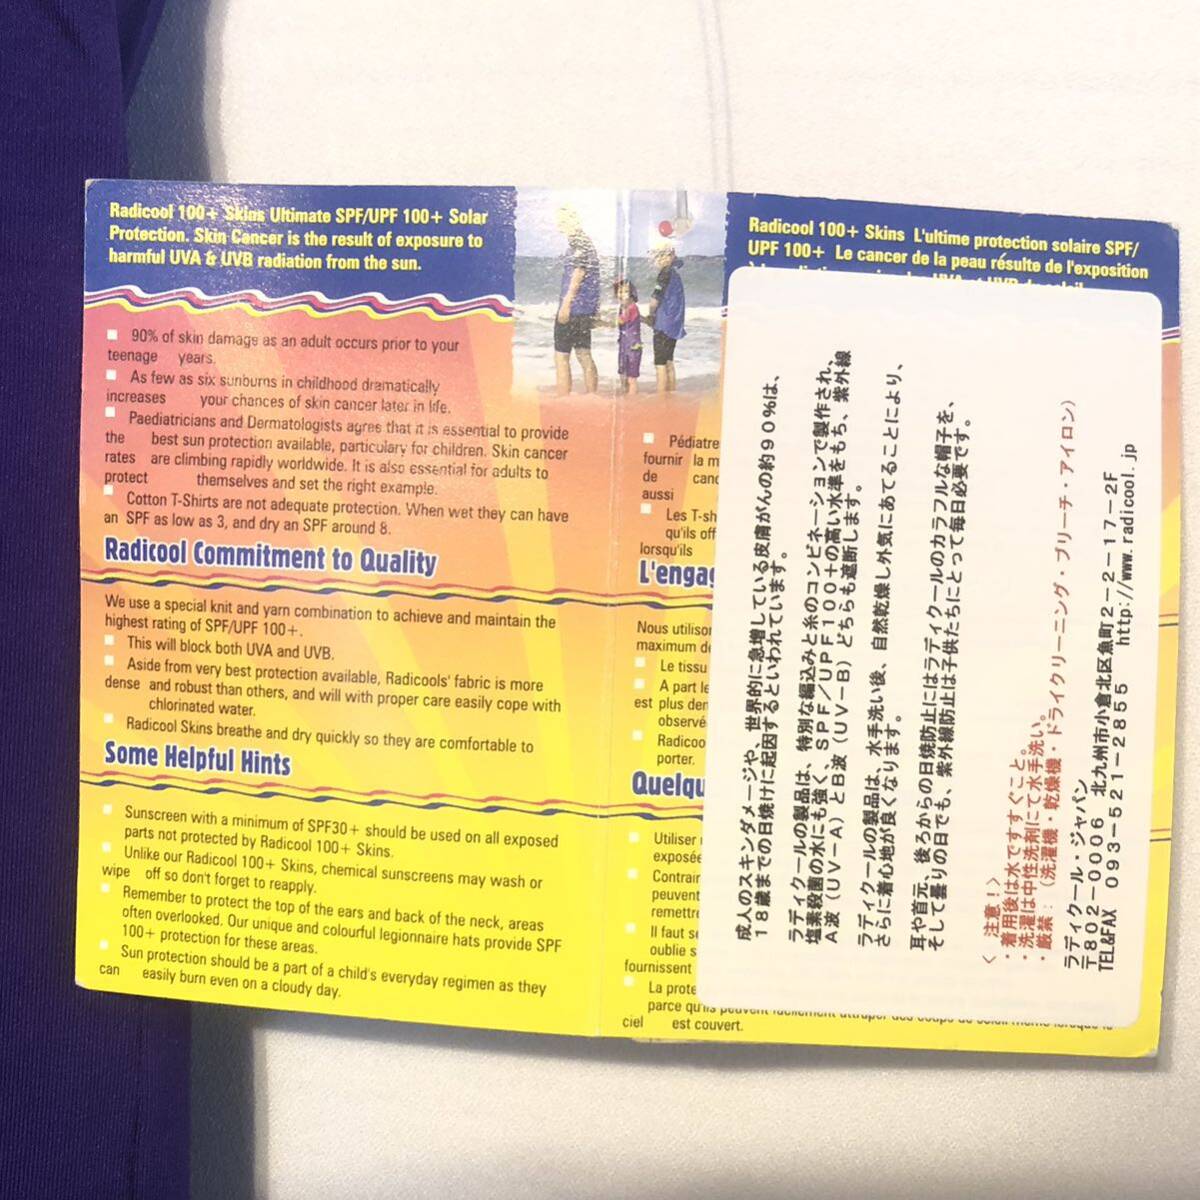 Radicool 100+ Skins Ultimate SPF/UPF 100+ Solar
Protection. Skin Cancer is the result of exposure to
harmful UVA & UVB radiation from the sun.
90% of skin damage as an adult occurs prior to your
teenage years.
As few as six sunburns in childhood dramatically
increases your chances of skin cancer later in life.
Paediatricians and Dermatologists agree that it is essential to provide
the best sun protection available, particulary for children. Skin cancer
rates are climbing rapidly worldwide. It is also essential for adults to
protect themselves and set the right example.
Cotton T-Shirts are not adequate protection. When wet they can have
an SPF as low as 3, and dry an SPF around 8.
Radicool Commitment to Quality
We use a special knit and yarn combination to achieve and maintain the
highest rating of SPF/UPF 100+.
This will block both UVA and UVB.
Aside from very best protection available, Radicools' fabric is more
dense and robust than others, and will with proper care easily cope with
chlorinated water.
Radicool Skins breathe and dry quickly so they are comfortable to
Some Helpful Hints
Sunscreen with a minimum of SPF30+ should be used on all exposed
parts not protected by Radicool 100+ Skins.
Unlike our Radicool 100+ Skins, chemical sunscreens may wash or
wipe off so don't forget to reapply.
Remember to protect the top of the ears and back of the neck, areas
often overlooked. Our unique and colourful legionnaire hats provide SPF
100+ protection for these areas.
Sun protection should be a part of a child's everyday regimen as they
can easily burn even on a cloudy day.
Radicool 100+ Skins L'ultime protection solaire SPF/
UPF 100+ Le cancer de la peau résulte de l'exposition
Pédiatre
fournir la m
de canc
aussi
Les T-sh
qu'ils off
lorsqu'ils
L'engag
Nous utilisor
maximum de
Le tissu
A part le
est plus den
observé
Radicoo
porter.
Quelqu
Utiliser
exposée
Contrair
peuvent
remettre
Il faut se
oublie s
fournissent
La prote
parce qu'ils peuvent facilement attraper des coups de soleil même lorsque le
ciel est couvert.
成人のスキンダメージや、世界的に急増している皮膚がんの約90%は、
18歳までの日焼けに起因するといわれています。
ラディクールの製品は、特別な編込みと糸のコンビネーションで製作され、
塩素殺菌の水にも強く、SPF/UPF100+の高い水準をもち、紫外線
A波(UV-A)とB波(UV-B)どちらも遮断します。
ラディクールの製品は、水手洗い後、自然乾燥し外気にあてることにより、
さらに着心地が良くなります。
耳や首元、後ろからの日焼防止にはラディクールのカラフルな帽子を、
そして曇りの日でも、紫外線防止は子供たちにとって毎日必要です。
<注意!>
・着用後は水ですすぐこと。
・洗濯は中性洗剤にて水手洗い。
・厳禁：(洗濯機・乾燥機・ドライクリーニング・ブリーチ・アイロン)
ラディクール・ジャパン
〒802-0006 北九州市小倉北区魚町2-2-17-2F
TEL&FAX 093-521-2855 http://www.radicool.jp